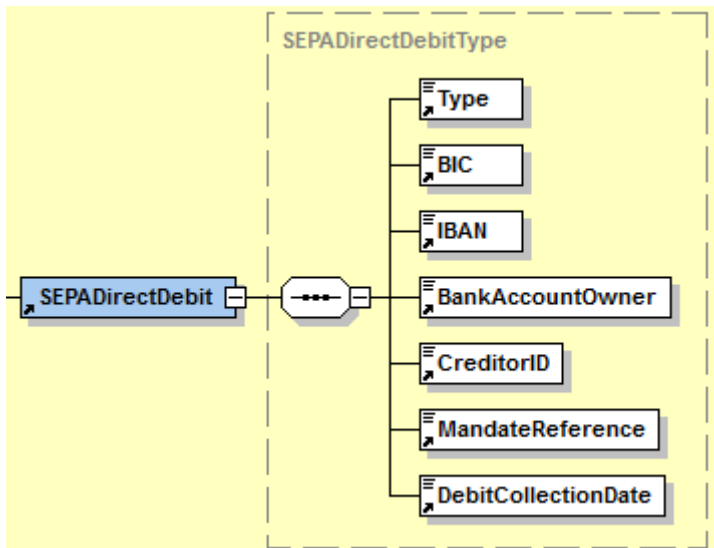 SEPADirectDebitType
Type
BIC
IBAN
SEPADirectDebit
BankAccountOwner
CreditorID
MandateReference
DebitCollectionDate